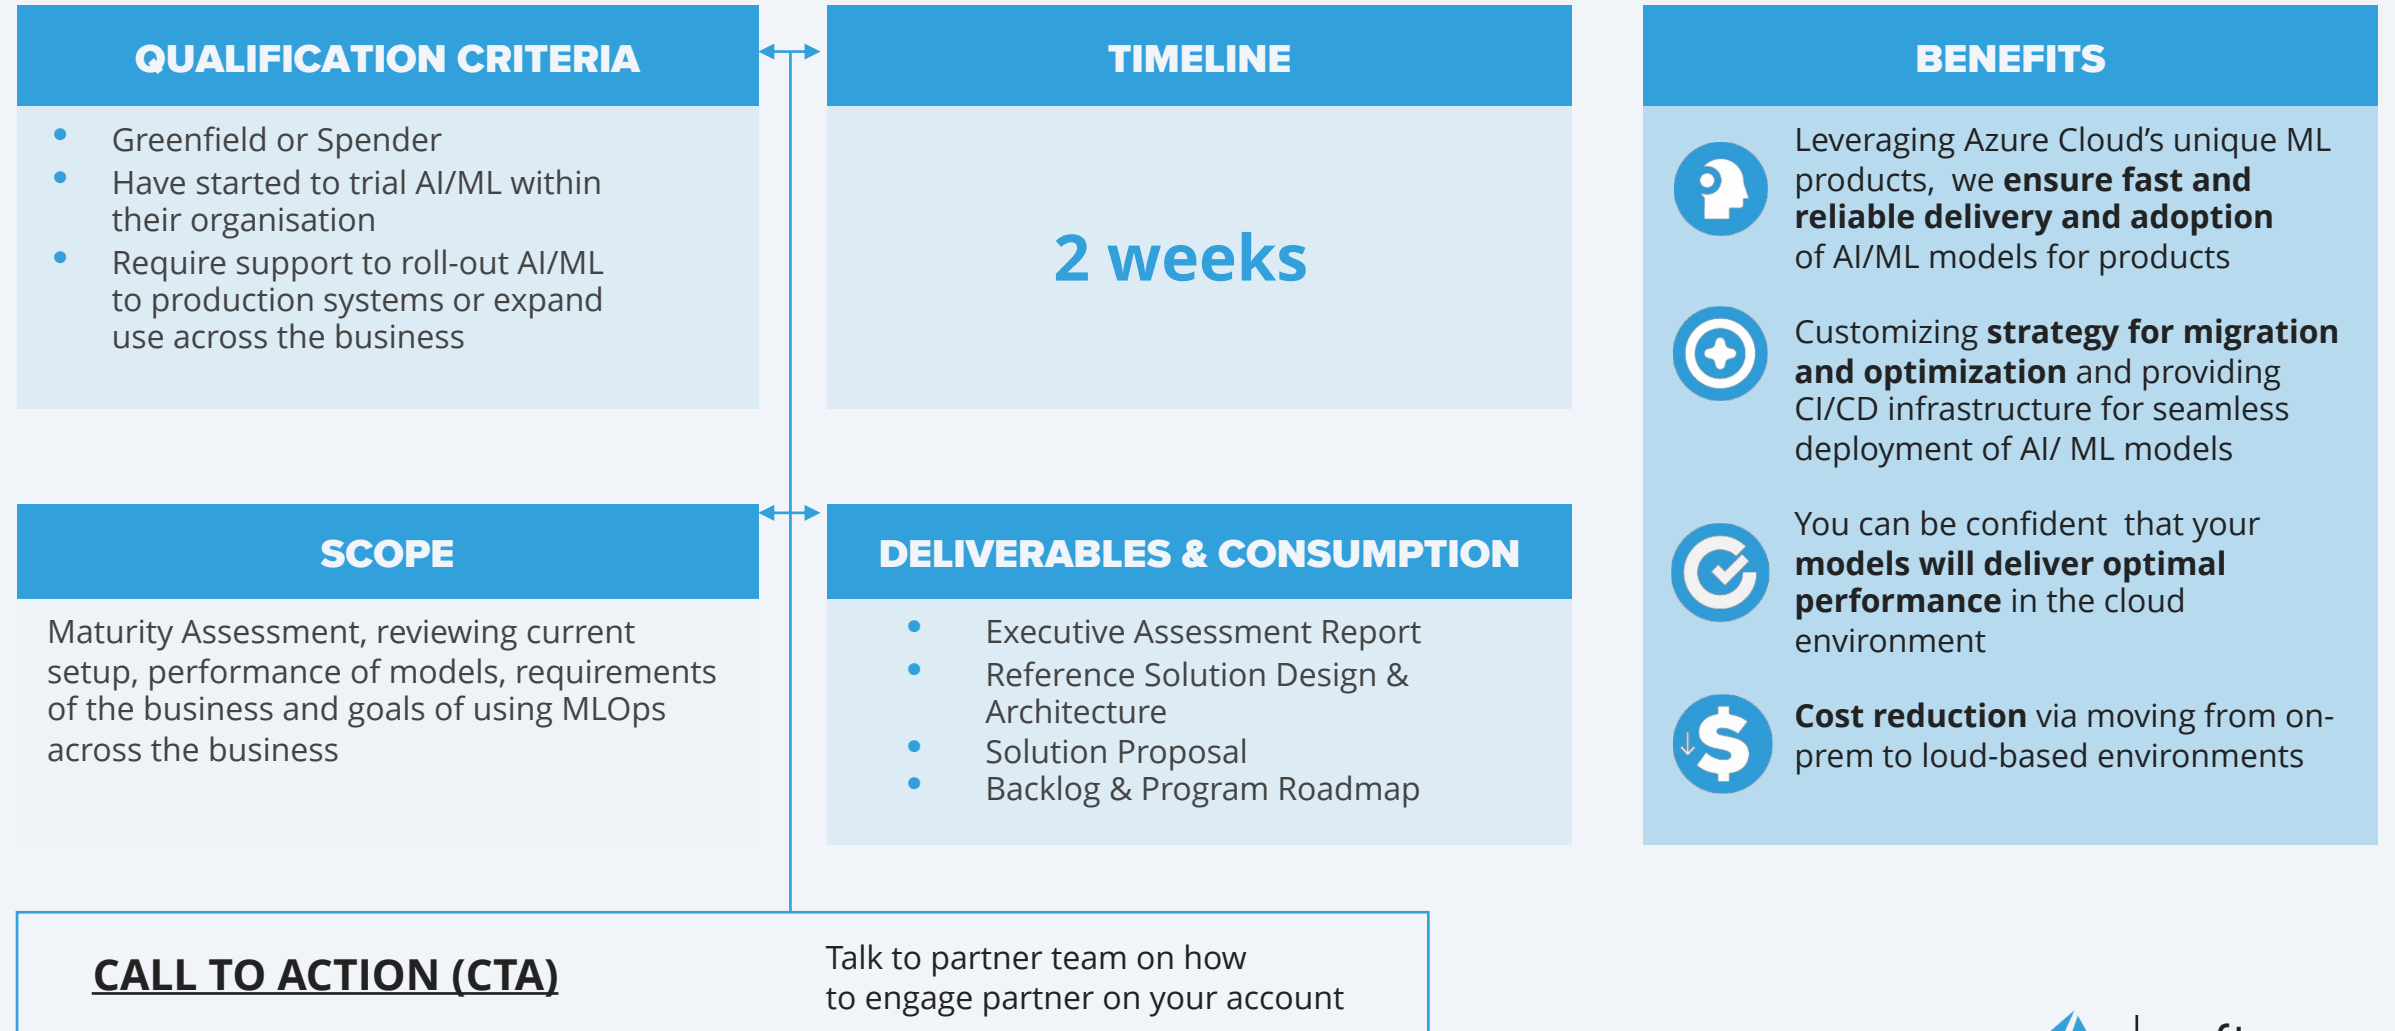 QUALIFICATION CRITERIA
• Greenfield or Spender
• Have started to trial AI/ML within
their organisation
• Require support to roll-out AI/ML
to production systems or expand
use across the business
TIMELINE
2 weeks
SCOPE
Maturity Assessment, reviewing current
setup, performance of models, requirements
of the business and goals of using MLOps
across the business
DELIVERABLES & CONSUMPTION
• Executive Assessment Report
• Reference Solution Design &
Architecture
• Solution Proposal
• Backlog & Program Roadmap
BENEFITS
Leveraging Azure Cloud’s unique ML
products, we ensure fast and
reliable delivery and adoption
of AI/ML models for products
Customizing strategy for migration
and optimization and providing
CI/CD infrastructure for seamless
deployment of AI/ ML models
You can be confident that your
models will deliver optimal
performance in the cloud
environment
Cost reduction via moving from on-
prem to loud-based environments
CALL TO ACTION (CTA)
Talk to partner team on how
to engage partner on your account